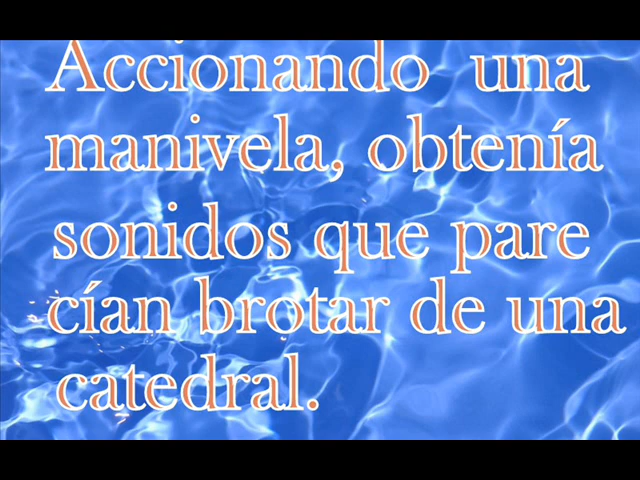 Accionando una
manivela, obtenía
sonidos que pare
cían brotar de una
catedral.